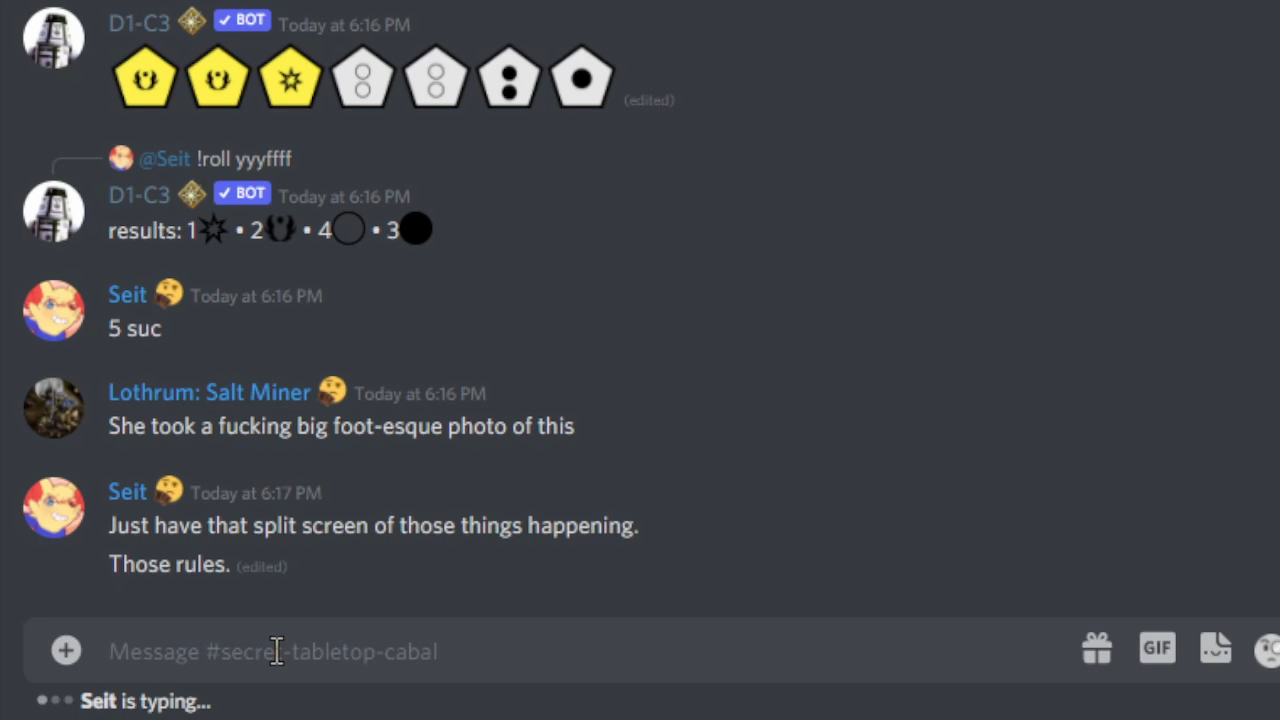 D1-C3 ✓ BOT Today at 6:16 PM
(edited)
@Seit !roll yyyffff
D1-C3 ✓ BOT Today at 6:16 PM
results: 1 • 2 • 4 • 3
Seit Today at 6:16 PM
5 suc
Lothrum: Salt Miner Today at 6:16 PM
She took a fucking big foot-esque photo of this
Seit Today at 6:17 PM
Just have that split screen of those things happening.
Those rules. (edited)
Message #secret-tabletop-cabal
GIF
Seit is typing...